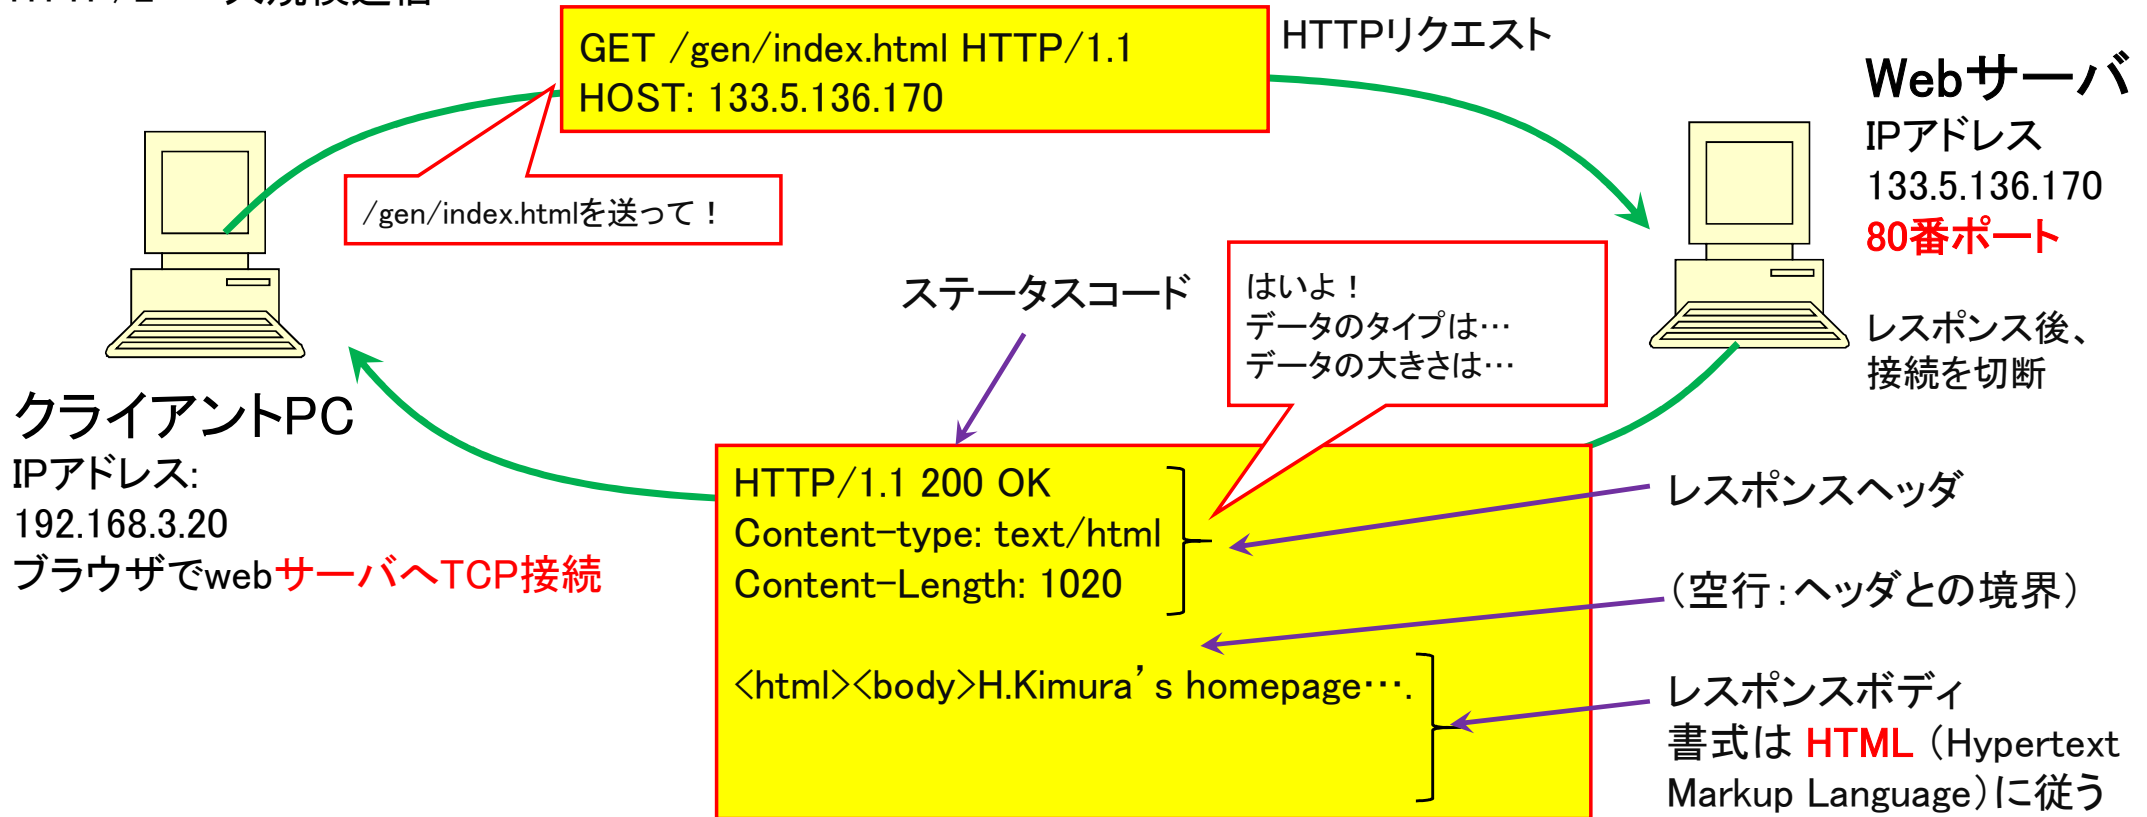 GET /gen/index.html HTTP/1.1
HOST: 133.5.136.170
HTTPリクエスト
Webサーバ
IPアドレス
133.5.136.170
80番ポート
レスポンス後、
接続を切断
/gen/index.htmlを送って！
ステータスコード
はいよ！
データのタイプは…
データの大きさは…
クライアントPC
IPアドレス:
192.168.3.20
ブラウザでwebサーバへTCP接続
HTTP/1.1 200 OK
Content-type: text/html
Content-Length: 1020
<html><body>H.Kimura’s homepage….
レスポンスヘッダ
（空行：ヘッダとの境界）
レスポンスボディ
書式は HTML（Hypertext
Markup Language）に従う